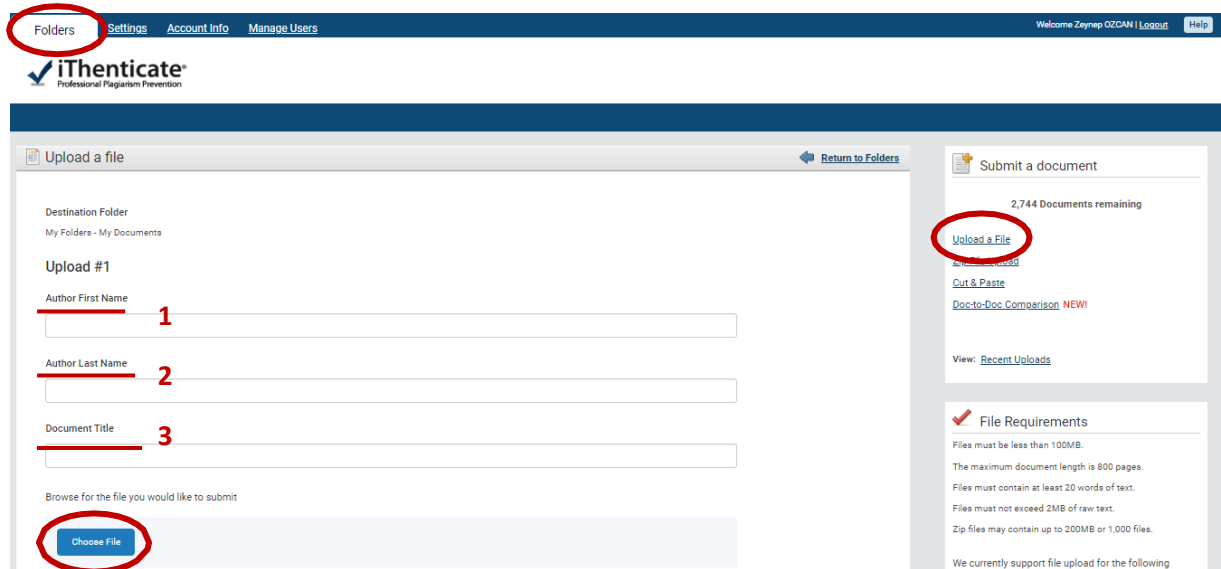 Folders Settings Account Info Manage Users
Welcome Zeynep OZCAN | Logout Help
iThenticate®
Professional Plagiarism Prevention
Upload a file
Return to Folders
Destination Folder
My Folders - My Documents
Upload #1
Author First Name
1
Author Last Name
2
Document Title
3
Browse for the file you would like to submit
Choose File
Submit a document
2,744 Documents remaining
Upload a File
Zip File Upload
Cut & Paste
Doc-to-Doc Comparison NEW!
View: Recent Uploads
File Requirements
Files must be less than 100MB.
The maximum document length is 800 pages.
Files must contain at least 20 words of text.
Files must not exceed 2MB of raw text.
Zip files may contain up to 200MB or 1,000 files.
We currently support file upload for the following